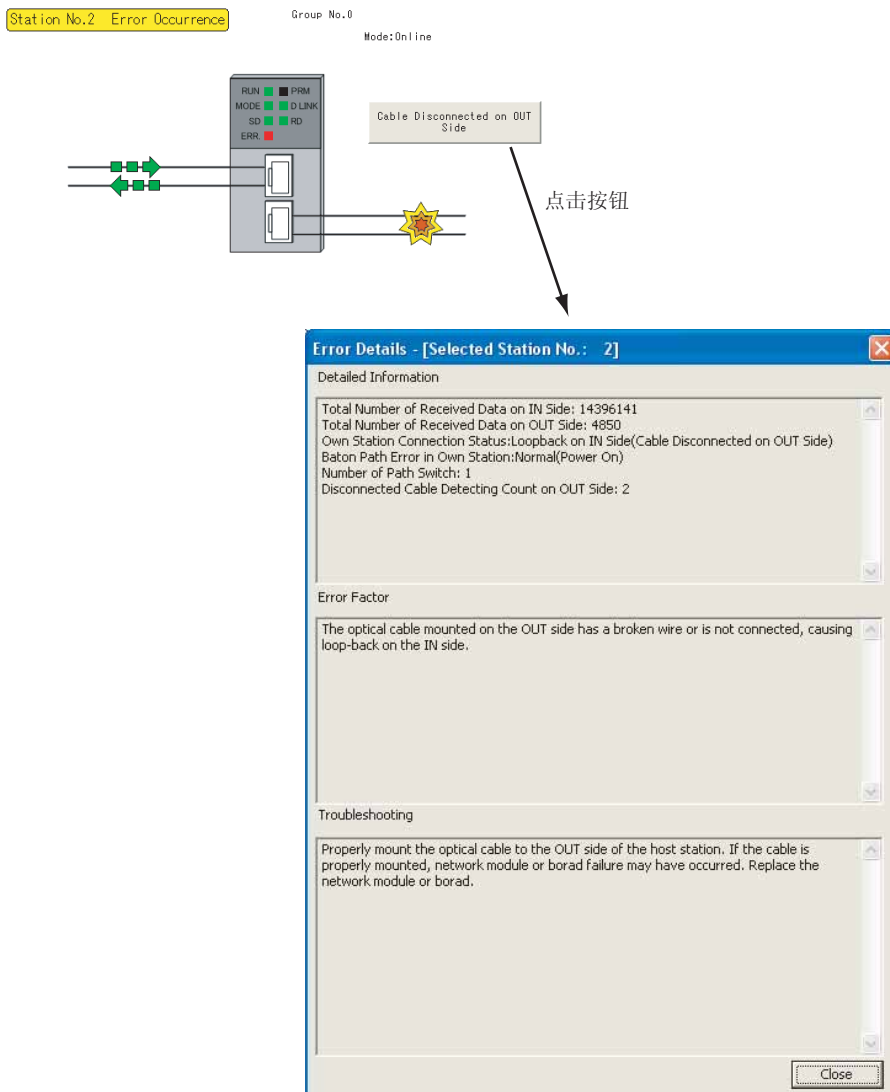 Station No.2 Error Occurrence
Group No.0
Mode:Online
RUN PRM
MODE D LINK
SD RD
ERR.
Cable Disconnected on OUT
Side
点击按钮
Error Details - [Selected Station No.: 2]
Detailed Information
Total Number of Received Data on IN Side: 14396141
Total Number of Received Data on OUT Side: 4850
Own Station Connection Status:Loopback on IN Side(Cable Disconnected on OUT Side)
Baton Path Error in Own Station:Normal(Power On)
Number of Path Switch: 1
Disconnected Cable Detecting Count on OUT Side: 2
Error Factor
The optical cable mounted on the OUT side has a broken wire or is not connected, causing
loop-back on the IN side.
Troubleshooting
Properly mount the optical cable to the OUT side of the host station. If the cable is
properly mounted, network module or borad failure may have occurred. Replace the
network module or borad.
Close